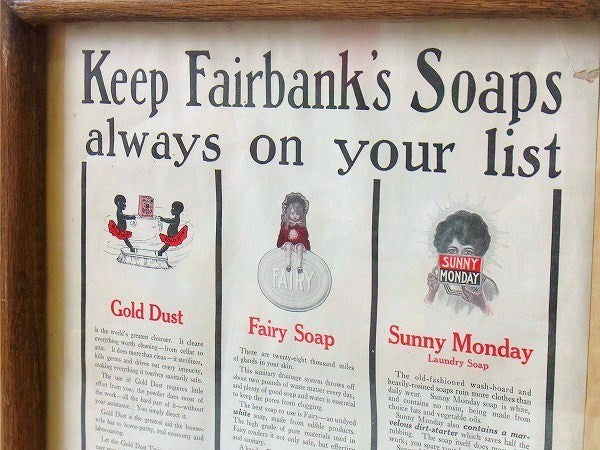 Keep Fairbank's Soaps
always on your list
Gold Dust
is the world's greatest cleanser. It cleans
everything worth cleaning—from cellar to
attic. It does more than clean—it sterilizes,
kills germs and drives out every impurity,
making everything it touches sanitarily safe.
The use of Gold Dust requires little
effort from you; the powder does most of
the work—all the hard part of it—without
your assistance. You simply direct it.
Gold Dust is the greatest aid the house-
wife has to home-purity, real economy and
labor-saving.
Let the Gold Dust
FAIRY
Fairy Soap
There are twenty-eight thousand miles
of glands in your skin.
This sanitary drainage system throws off
about two pounds of waste matter every day,
and plenty of good soap and water is essential
to keep the pores from clogging.
The best soap to use is Fairy—an undyed
white soap, made from edible products.
The high grade of pure materials used in
Fairy renders it not only safe, but effective
and sanitary.
SUNNY
MONDAY
Sunny Monday
Laundry Soap
The old-fashioned wash-board and
heavily-rosined soaps ruin more clothes than
daily wear. Sunny Monday soap is white,
and contains no rosin, being made from
choice fats and vegetable oils.
Sunny Monday also contains a mar-
velous dirt-starter which saves half the
rubbing. The soap itself does
work; you spare your